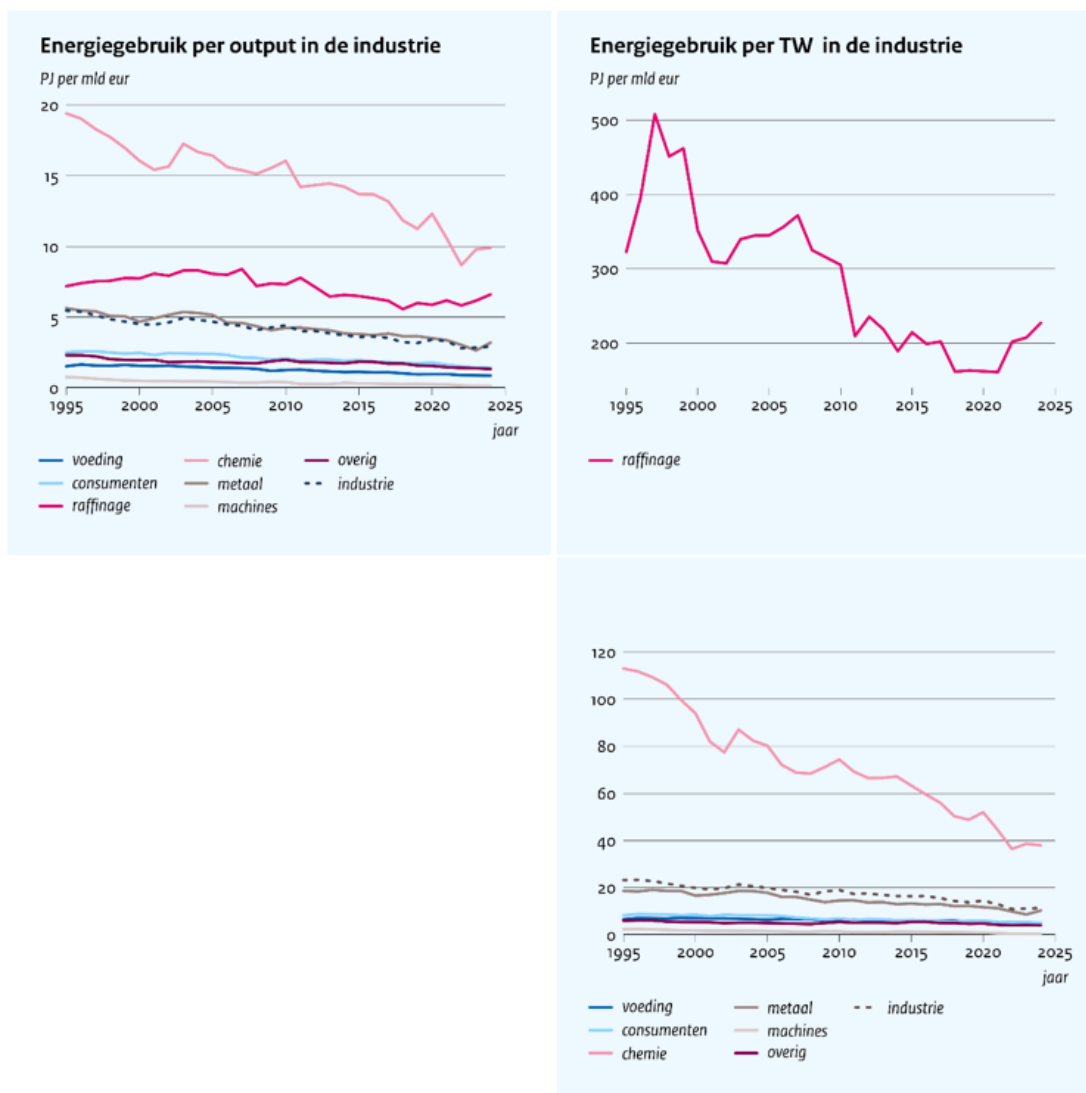 Energiegebruik per output in de industrie
PJ per mld eur
20
15
10
5
0
1995 2000 2005 2010 2015 2020 2025
jaar
voeding chemie overig
consumenten metaal industrie
raffinage machines
Energiegebruik per TW in de industrie
PJ per mld eur
500
400
300
200
1995 2000 2005 2010 2015 2020 2025
raffinage
120
100
80
60
40
20
0
1995 2000 2005 2010 2015 2020 2025
jaar
voeding metaal industrie
consumenten machines
chemie overig